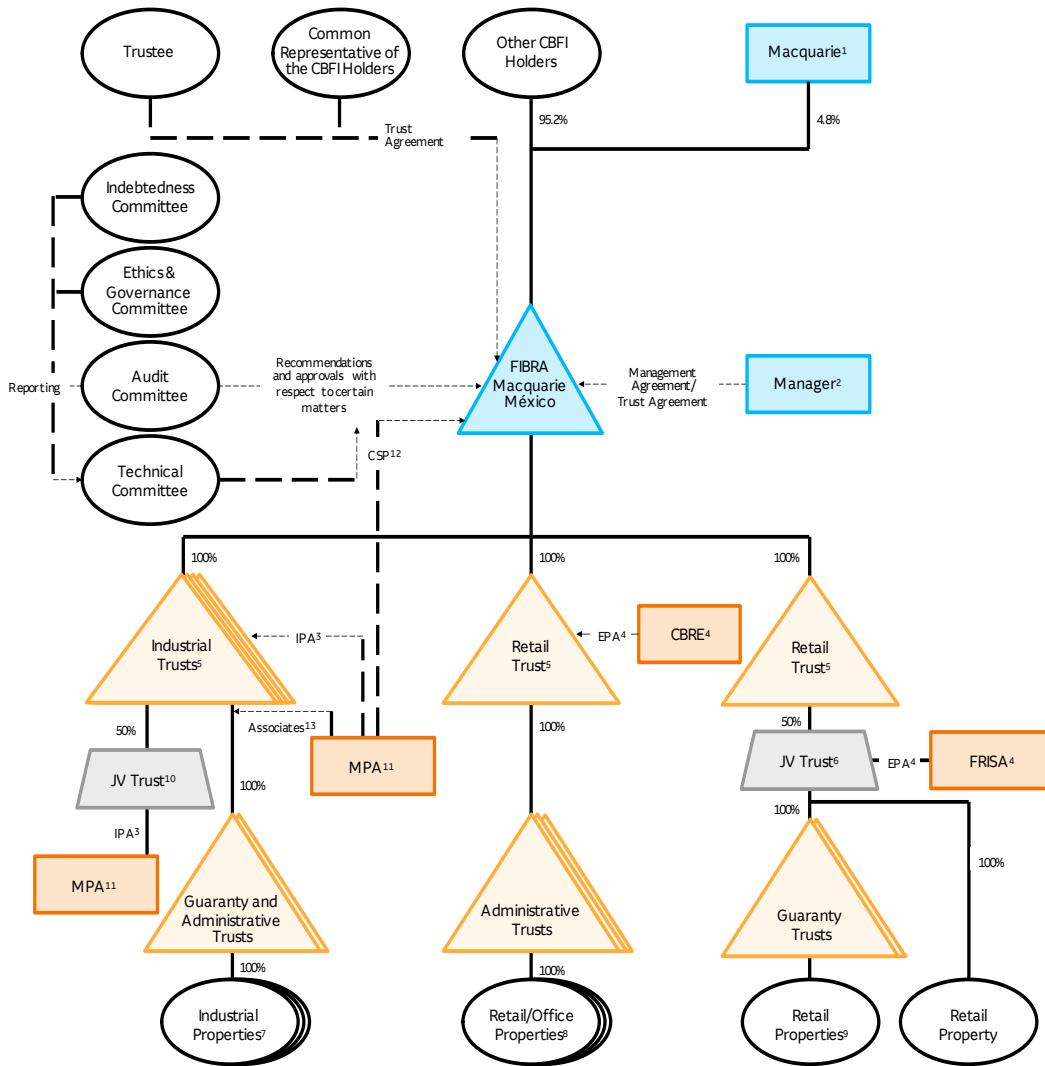 Trustee
Common
Representative of
the CBFI Holders
Other CBFI
Holders
Macquarie¹
95.2%
4.8%
Trust
Agreement
Indebtedness
Committee
Ethics &
Governance
Committee
Reporting
Audit
Committee
Recommendations
and approvals with
respect to certain
matters
FIBRA
Macquarie
México
Management
Agreement/
Trust Agreement
Manager²
Technical
Committee
CSP¹²
100%
100%
100%
Industrial
Trusts⁵
IPA³
Retail
Trust⁵
EPA⁴
CBRE⁴
Retail
Trust⁵
50%
Associates¹³
100%
50%
JV Trust¹⁰
MPA¹¹
JV Trust⁶
EPA⁴
FRISA⁴
100%
100%
IPA³
100%
MPA¹¹
Guaranty and
Administrative
Trusts
Administrative
Trusts
Guaranty
Trusts
100%
100%
Industrial
Properties⁷
Retail/Office
Properties⁸
Retail
Properties⁹
Retail
Property